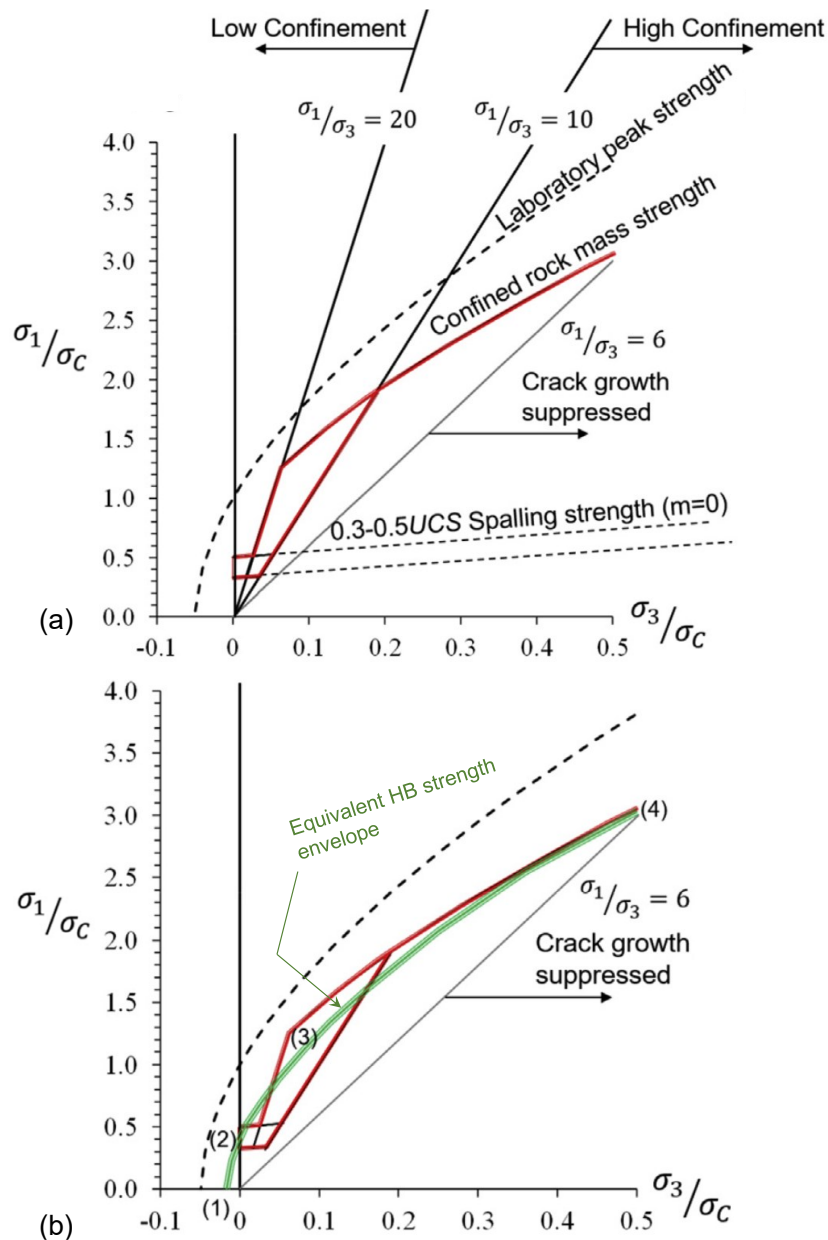 Low Confinement
High Confinement
σ1/σ3 = 20
σ1/σ3 = 10
Laboratory peak strength
Confined rock mass strength
4.0
3.5
3.0
2.5
2.0
1.5
1.0
0.5
0.0
σ1/σC
σ1/σ3 = 6
Crack growth
suppressed
0.3-0.5UCS Spalling strength (m=0)
(a)
-0.1
0
0.1
0.2
0.3
0.4
0.5
σ3/σC
4.0
3.5
3.0
2.5
2.0
1.5
1.0
0.5
0.0
σ1/σC
Equivalent HB strength
envelope
(4)
σ1/σ3 = 6
Crack growth
suppressed
(3)
(2)
(1)
(b)
-0.1
0
0.1
0.2
0.3
0.4
0.5
σ3/σC